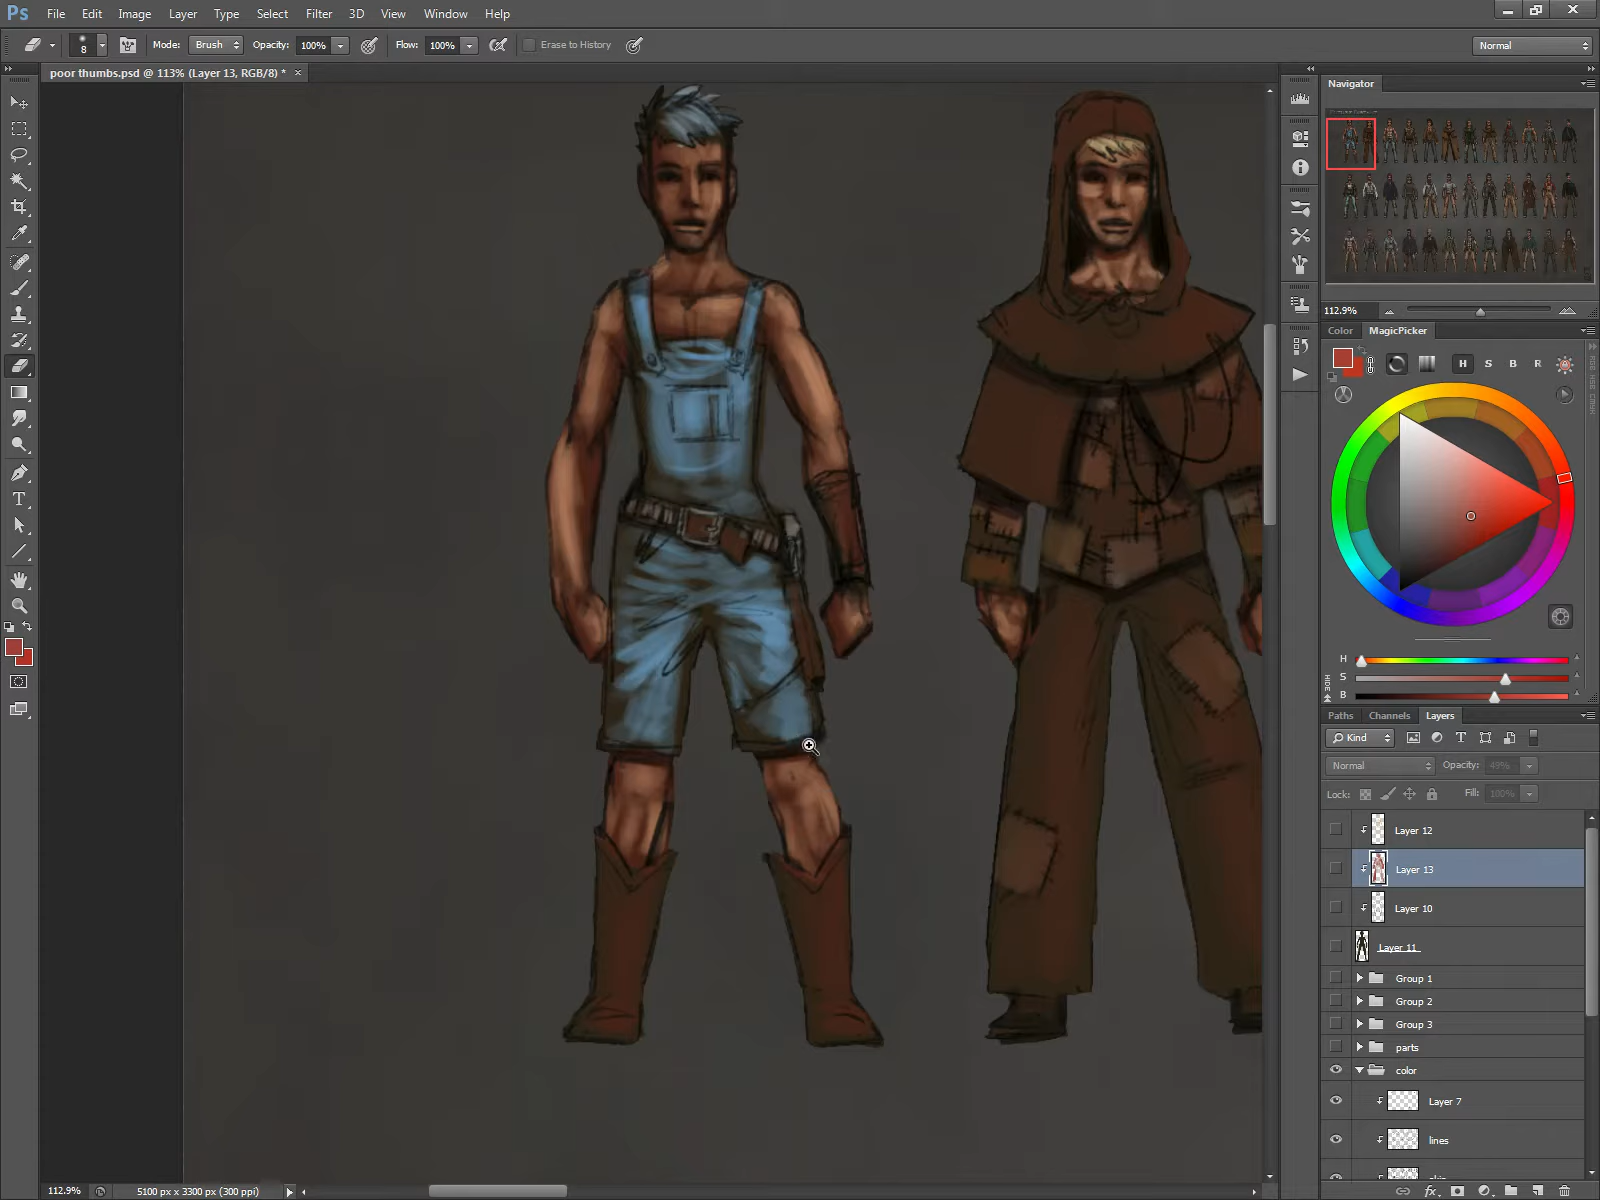 Ps File Edit Image Layer Type Select Filter 3D View Window Help
8 Mode: Brush Opacity: 100% Flow: 100% Erase to History Normal
poor thumbs.psd @ 113% (Layer 13, RGB/8) * ×
Navigator
112.9%
Color MagicPicker
H S B R
H
S
B
HIDE
Paths Channels Layers
Kind
Normal Opacity: 49%
Lock: Fill: 100%
Layer 12
Layer 13
Layer 10
Layer 11
Group 1
Group 2
Group 3
parts
color
Layer 7
lines
112.9% 5100 px x 3300 px (300 ppi)
fx